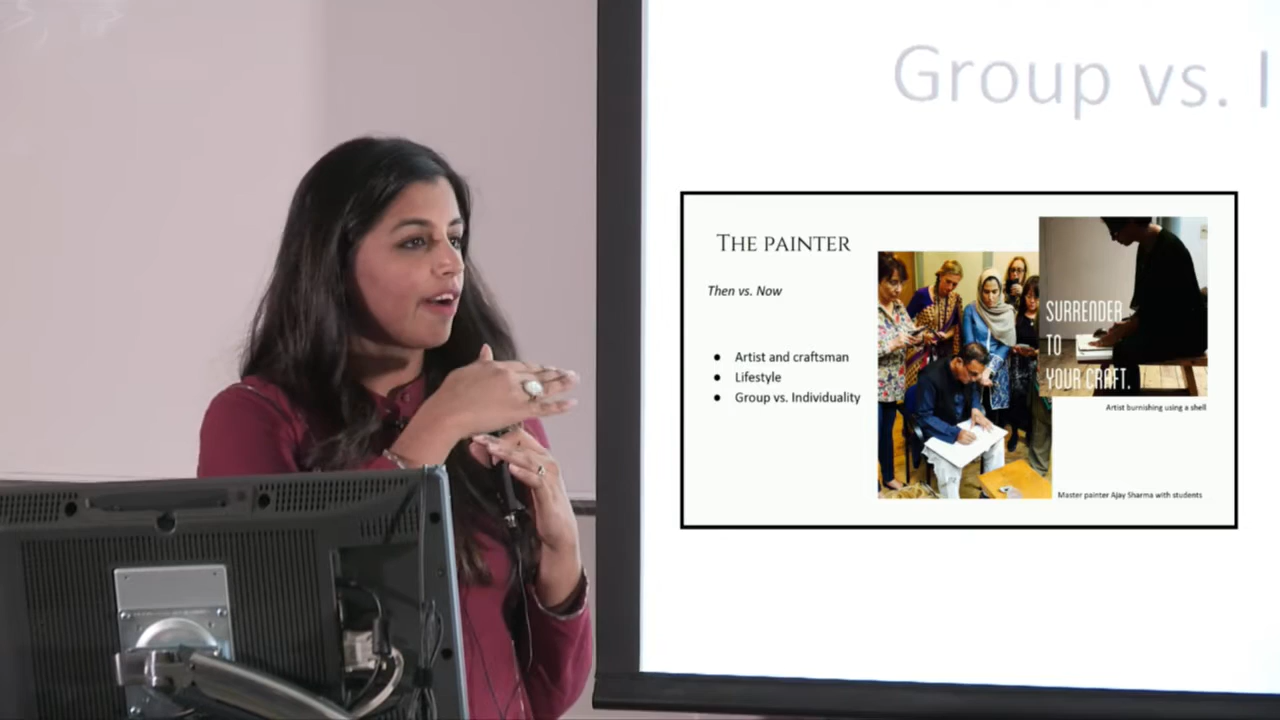 Group vs. I
THE PAINTER
Then vs. Now
● Artist and craftsman
● Lifestyle
● Group vs. Individuality
SURRENDER
TO
YOUR CRAFT.
Artist burnishing using a shell
Master painter Ajay Sharma with students